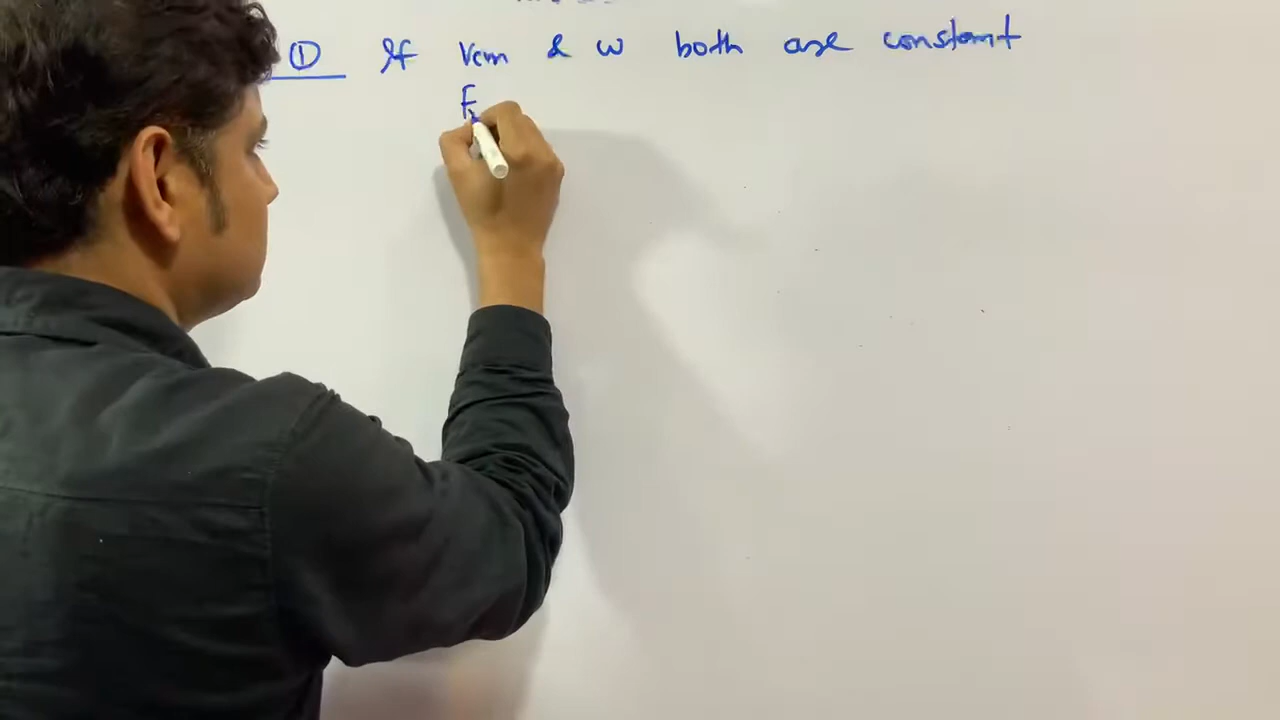 ① If Vcm & w both are constant
F